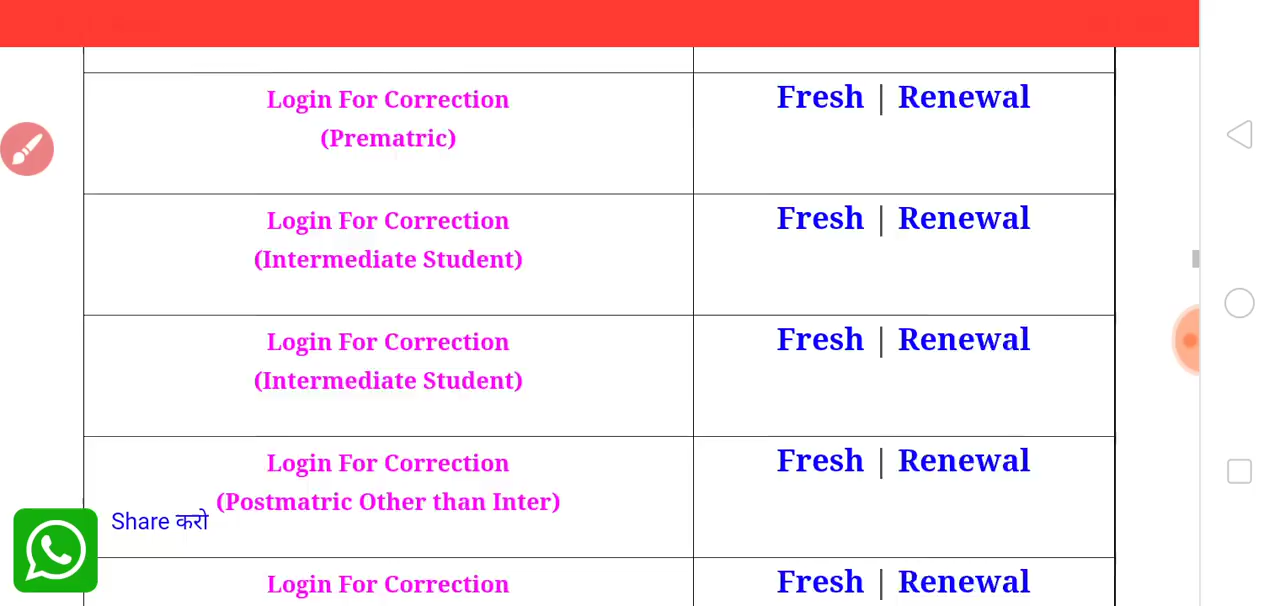 Login For Correction
(Prematric)
Fresh | Renewal
Login For Correction
(Intermediate Student)
Fresh | Renewal
Login For Correction
(Intermediate Student)
Fresh | Renewal
Login For Correction
(Postmatric Other than Inter)
Fresh | Renewal
Share करो
Login For Correction
Fresh | Renewal